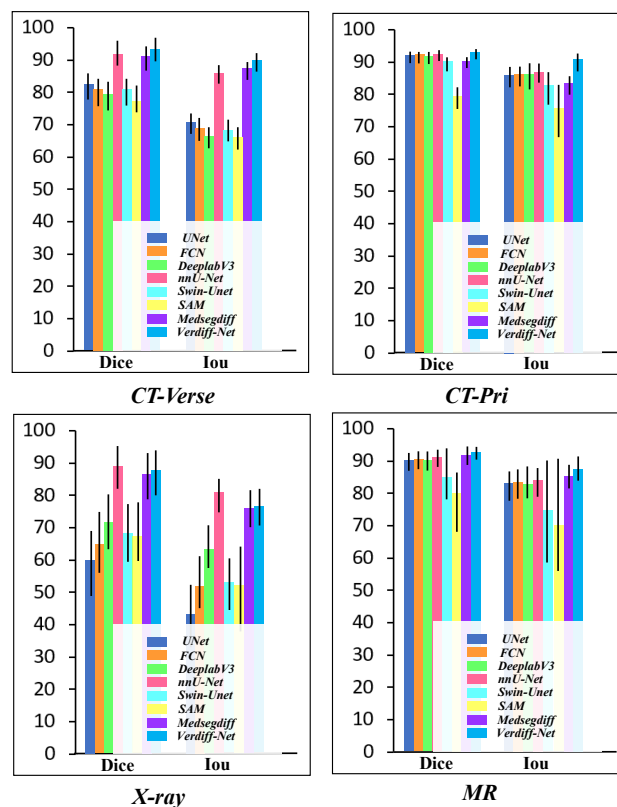 100
90
80
70
60
50
40
30
20
10
0
UNet
FCN
DeeplabV3
nnU-Net
Swin-Unet
SAM
Medsegdiff
Verdiff-Net
Dice Iou
CT-Verse
100
90
80
70
60
50
40
30
20
10
0
UNet
FCN
DeeplabV3
nnU-Net
Swin-Unet
SAM
Medsegdiff
Verdiff-Net
Dice Iou
CT-Pri
100
90
80
70
60
50
40
30
20
10
0
UNet
FCN
DeeplabV3
nnU-Net
Swin-Unet
SAM
Medsegdiff
Verdiff-Net
Dice Iou
X-ray
100
90
80
70
60
50
40
30
20
10
0
UNet
FCN
DeeplabV3
nnU-Net
Swin-Unet
SAM
Medsegdiff
Verdiff-Net
Dice Iou
MR